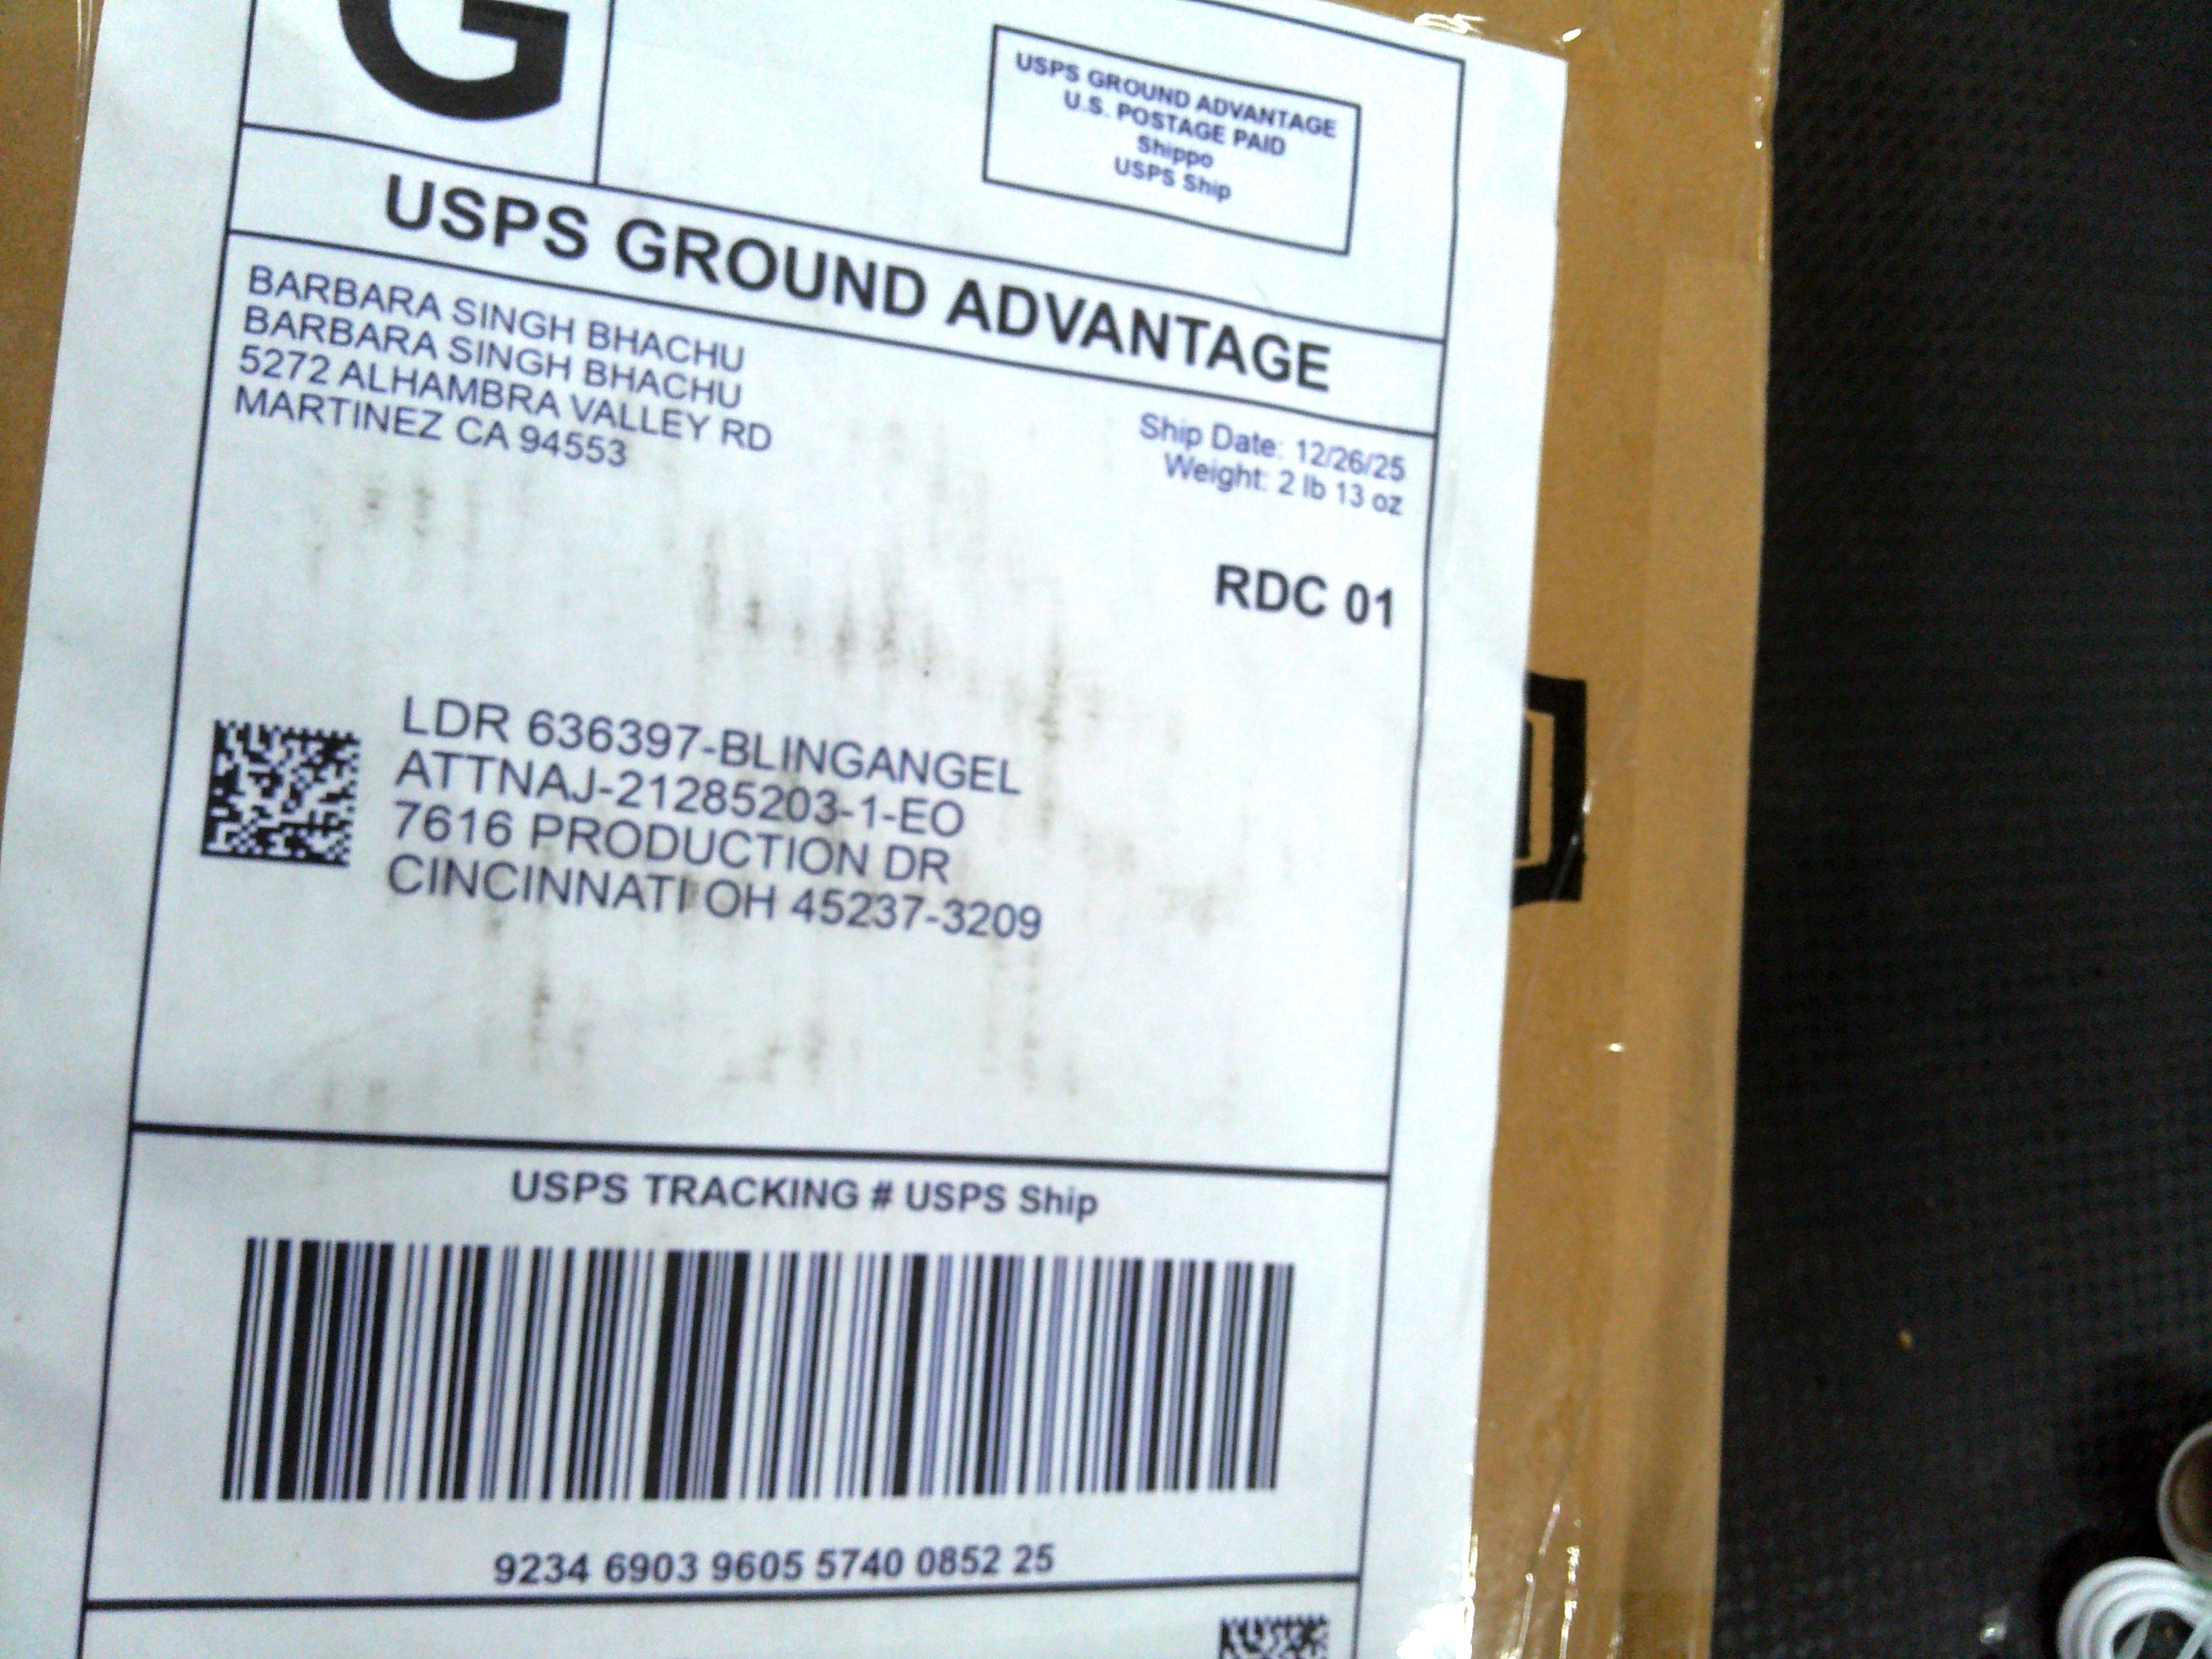 G
USPS GROUND ADVANTAGE
U.S. POSTAGE PAID
Shippo
USPS Ship
USPS GROUND ADVANTAGE
BARBARA SINGH BHACHU
BARBARA SINGH BHACHU
5272 ALHAMBRA VALLEY RD
MARTINEZ CA 94553
Ship Date: 12/26/25
Weight: 2 lb 13 oz
RDC 01
LDR 636397-BLINGANGEL
ATTNAJ-21285203-1-EO
7616 PRODUCTION DR
CINCINNATI OH 45237-3209
USPS TRACKING # USPS Ship
9234 6903 9605 5740 0852 25